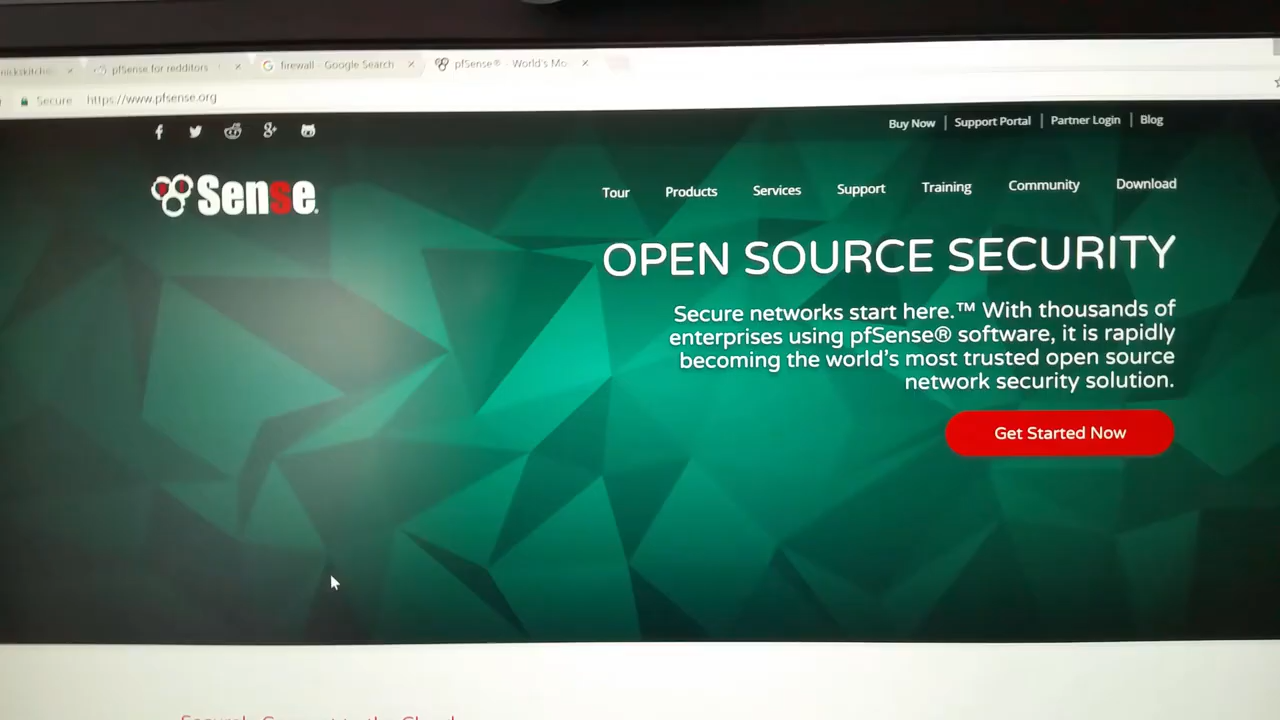 pfSense for redditors
firewall - Google Search
pfSense® - World's Mo
Secure https://www.pfsense.org
Buy Now | Support Portal | Partner Login | Blog
Sense
Tour Products Services Support Training Community Download
OPEN SOURCE SECURITY
Secure networks start here.™ With thousands of
enterprises using pfSense® software, it is rapidly
becoming the world's most trusted open source
network security solution.
Get Started Now